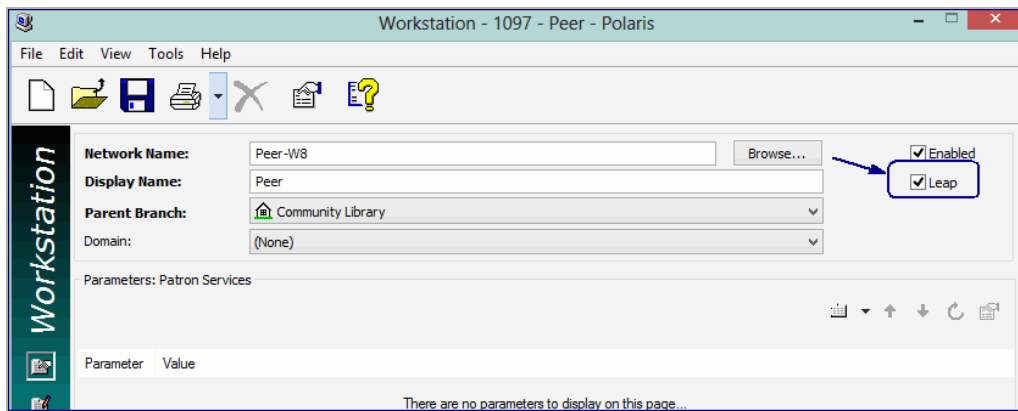 Workstation - 1097 - Peer - Polaris
File Edit View Tools Help
Workstation
Network Name: Peer-W8 Browse... Enabled
Display Name: Peer Leap
Parent Branch: Community Library
Domain: (None)
Parameters: Patron Services
Parameter Value
There are no parameters to display on this page...